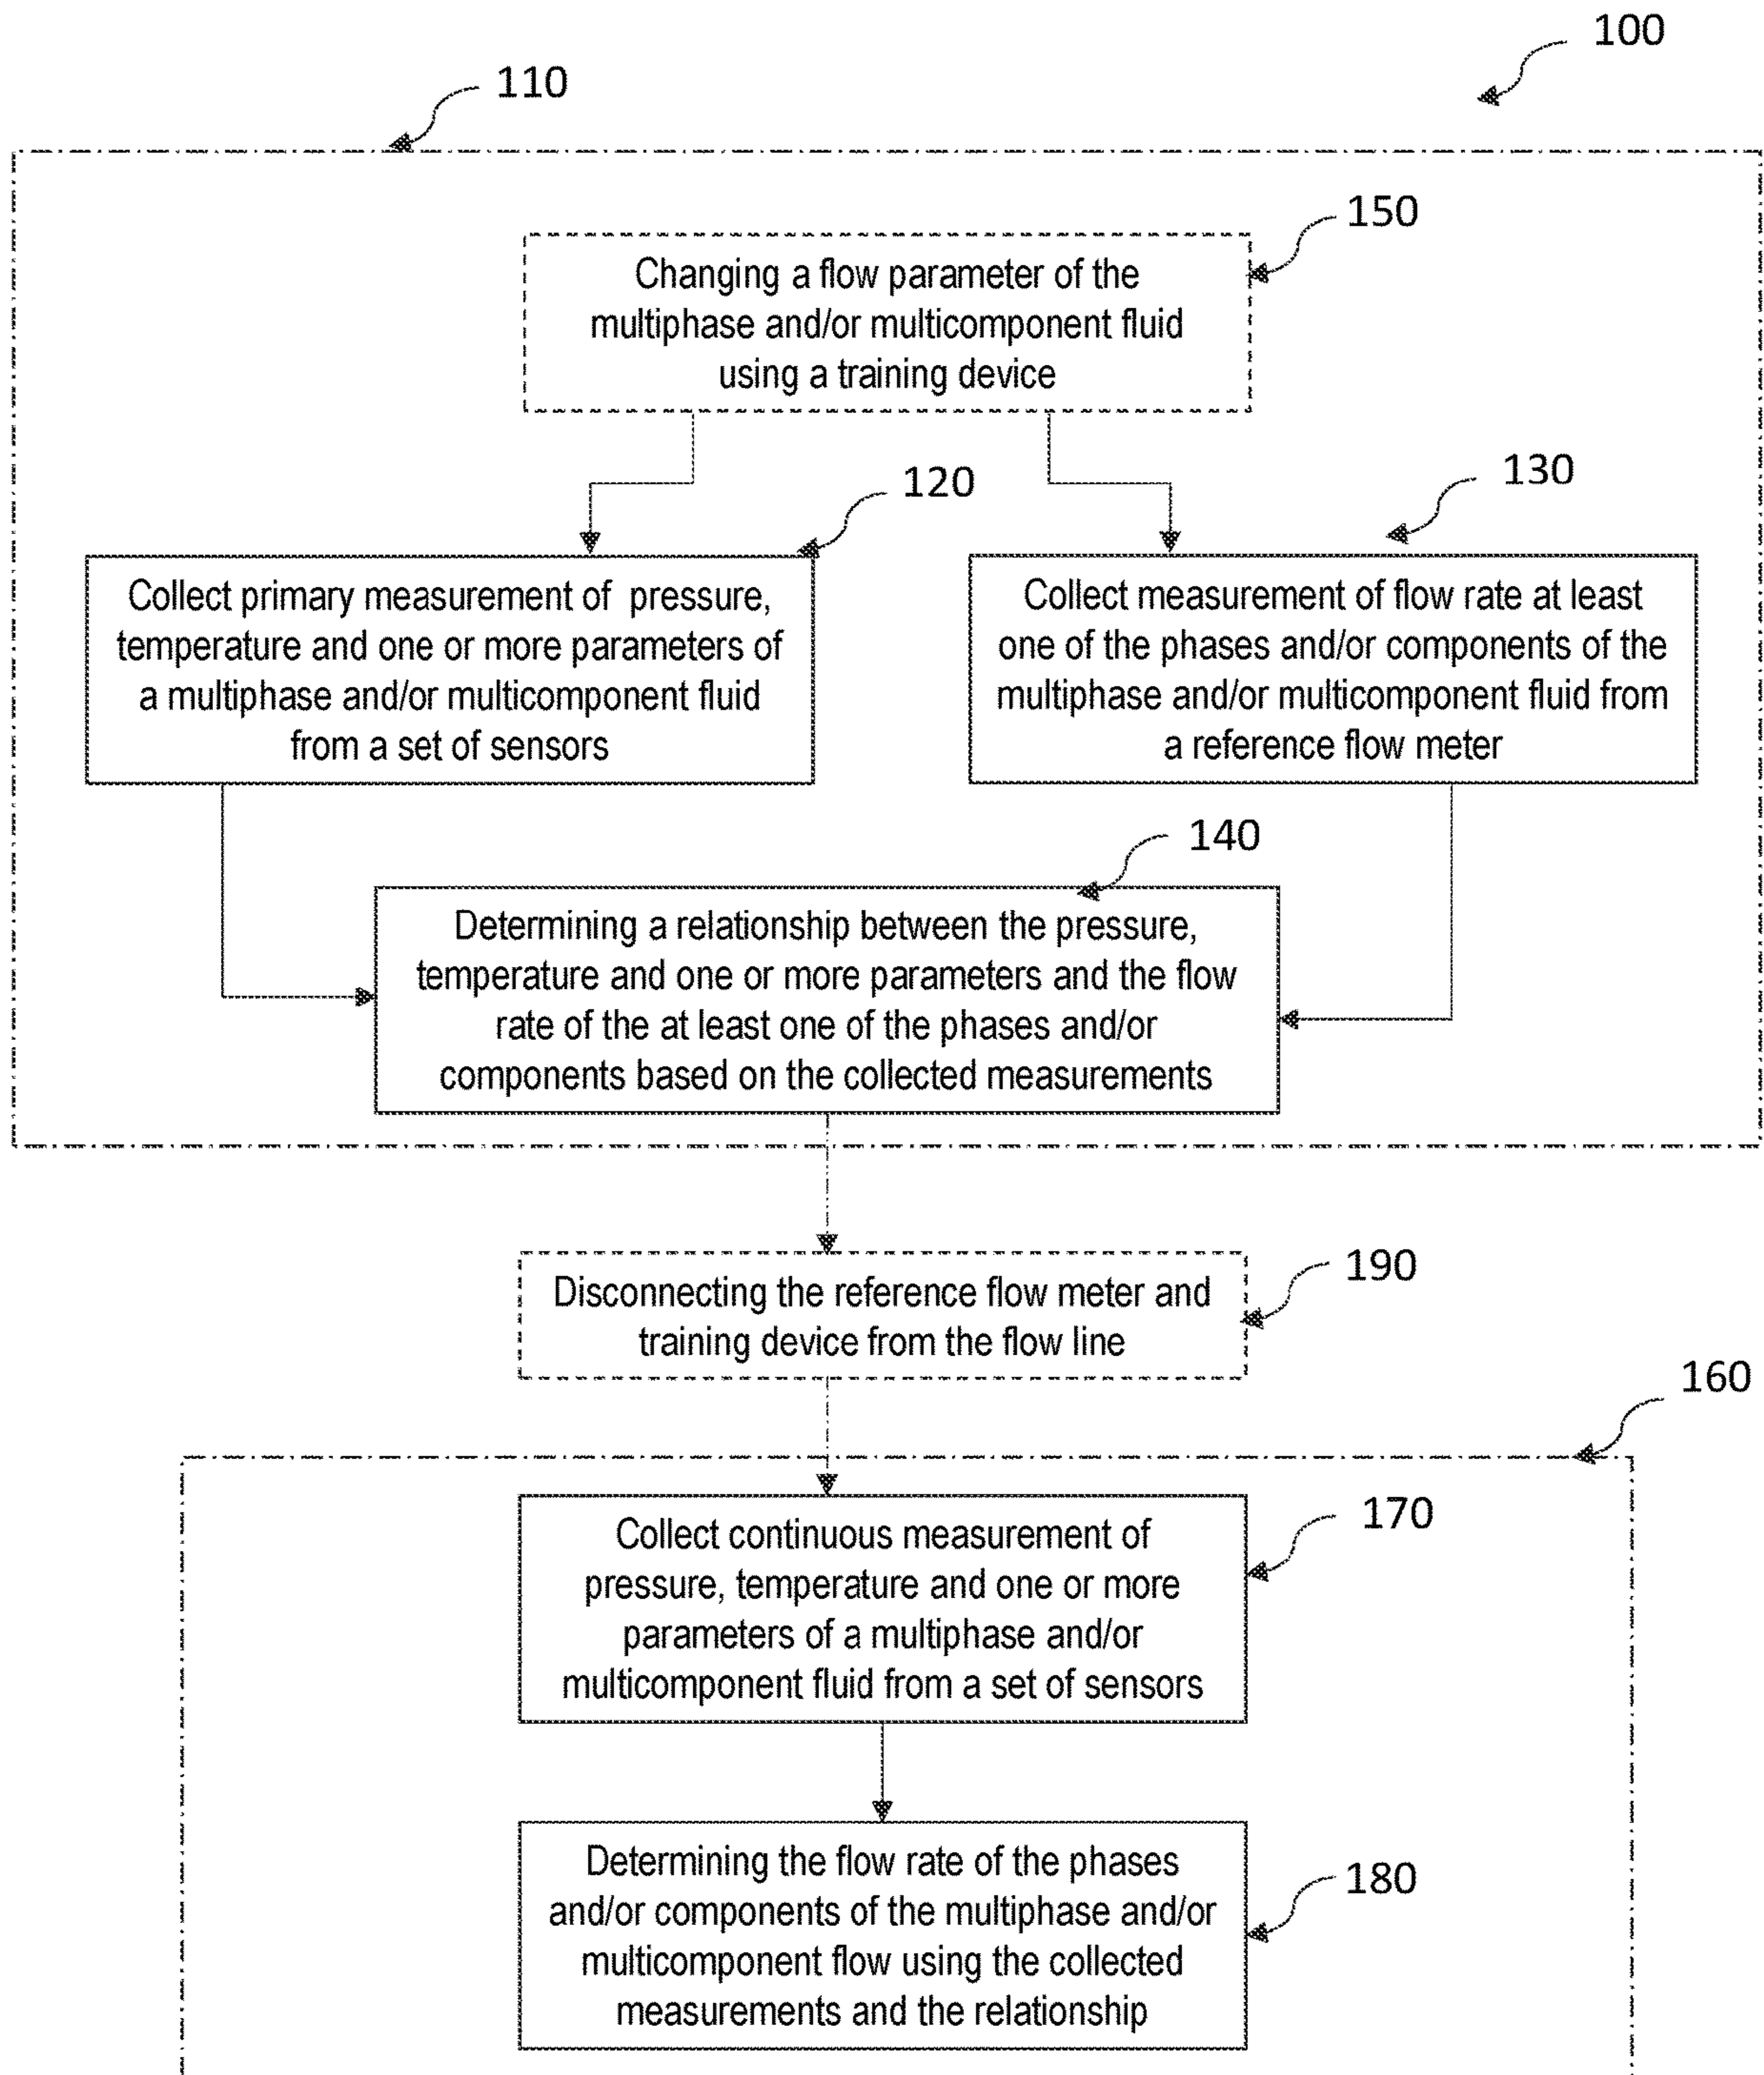 100
110
150
Changing a flow parameter of the
multiphase and/or multicomponent fluid
using a training device
120
130
Collect primary measurement of pressure,
temperature and one or more parameters of
a multiphase and/or multicomponent fluid
from a set of sensors
Collect measurement of flow rate at least
one of the phases and/or components of the
multiphase and/or multicomponent fluid from
a reference flow meter
140
Determining a relationship between the pressure,
temperature and one or more parameters and the flow
rate of the at least one of the phases and/or
components based on the collected measurements
190
Disconnecting the reference flow meter and
training device from the flow line
160
170
Collect continuous measurement of
pressure, temperature and one or more
parameters of a multiphase and/or
multicomponent fluid from a set of sensors
180
Determining the flow rate of the phases
and/or components of the multiphase and/or
multicomponent flow using the collected
measurements and the relationship